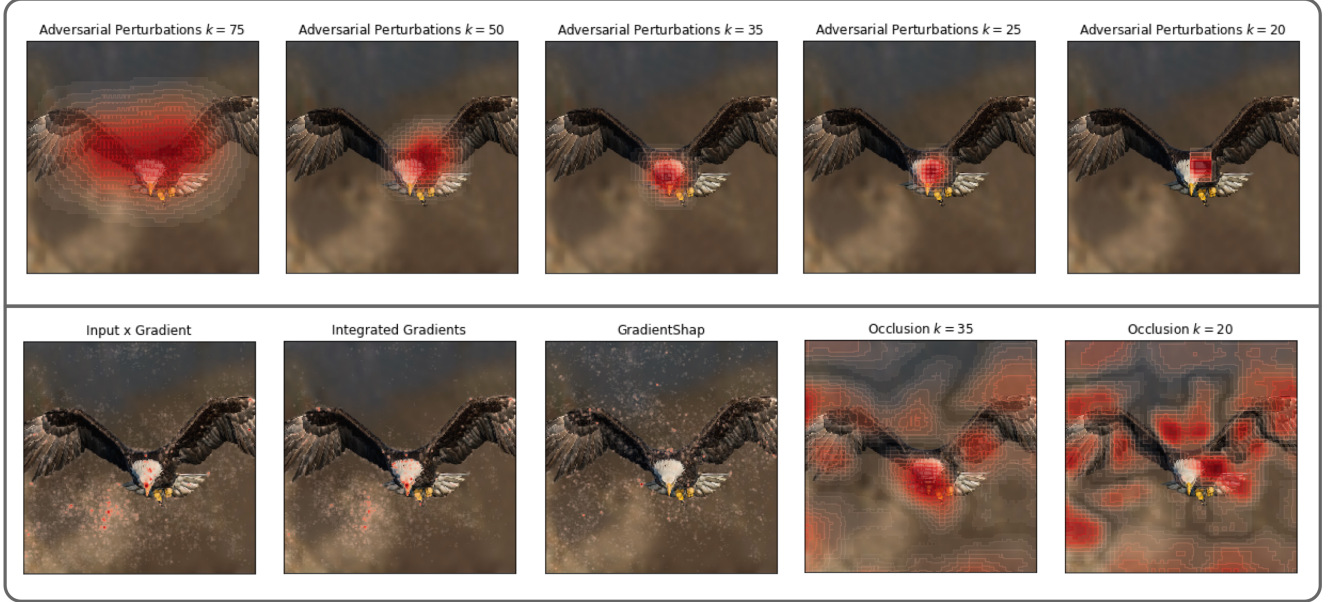 Adversarial Perturbations k = 75
Adversarial Perturbations k = 50
Adversarial Perturbations k = 35
Adversarial Perturbations k = 25
Adversarial Perturbations k = 20
Input x Gradient
Integrated Gradients
GradientShap
Occlusion k = 35
Occlusion k = 20